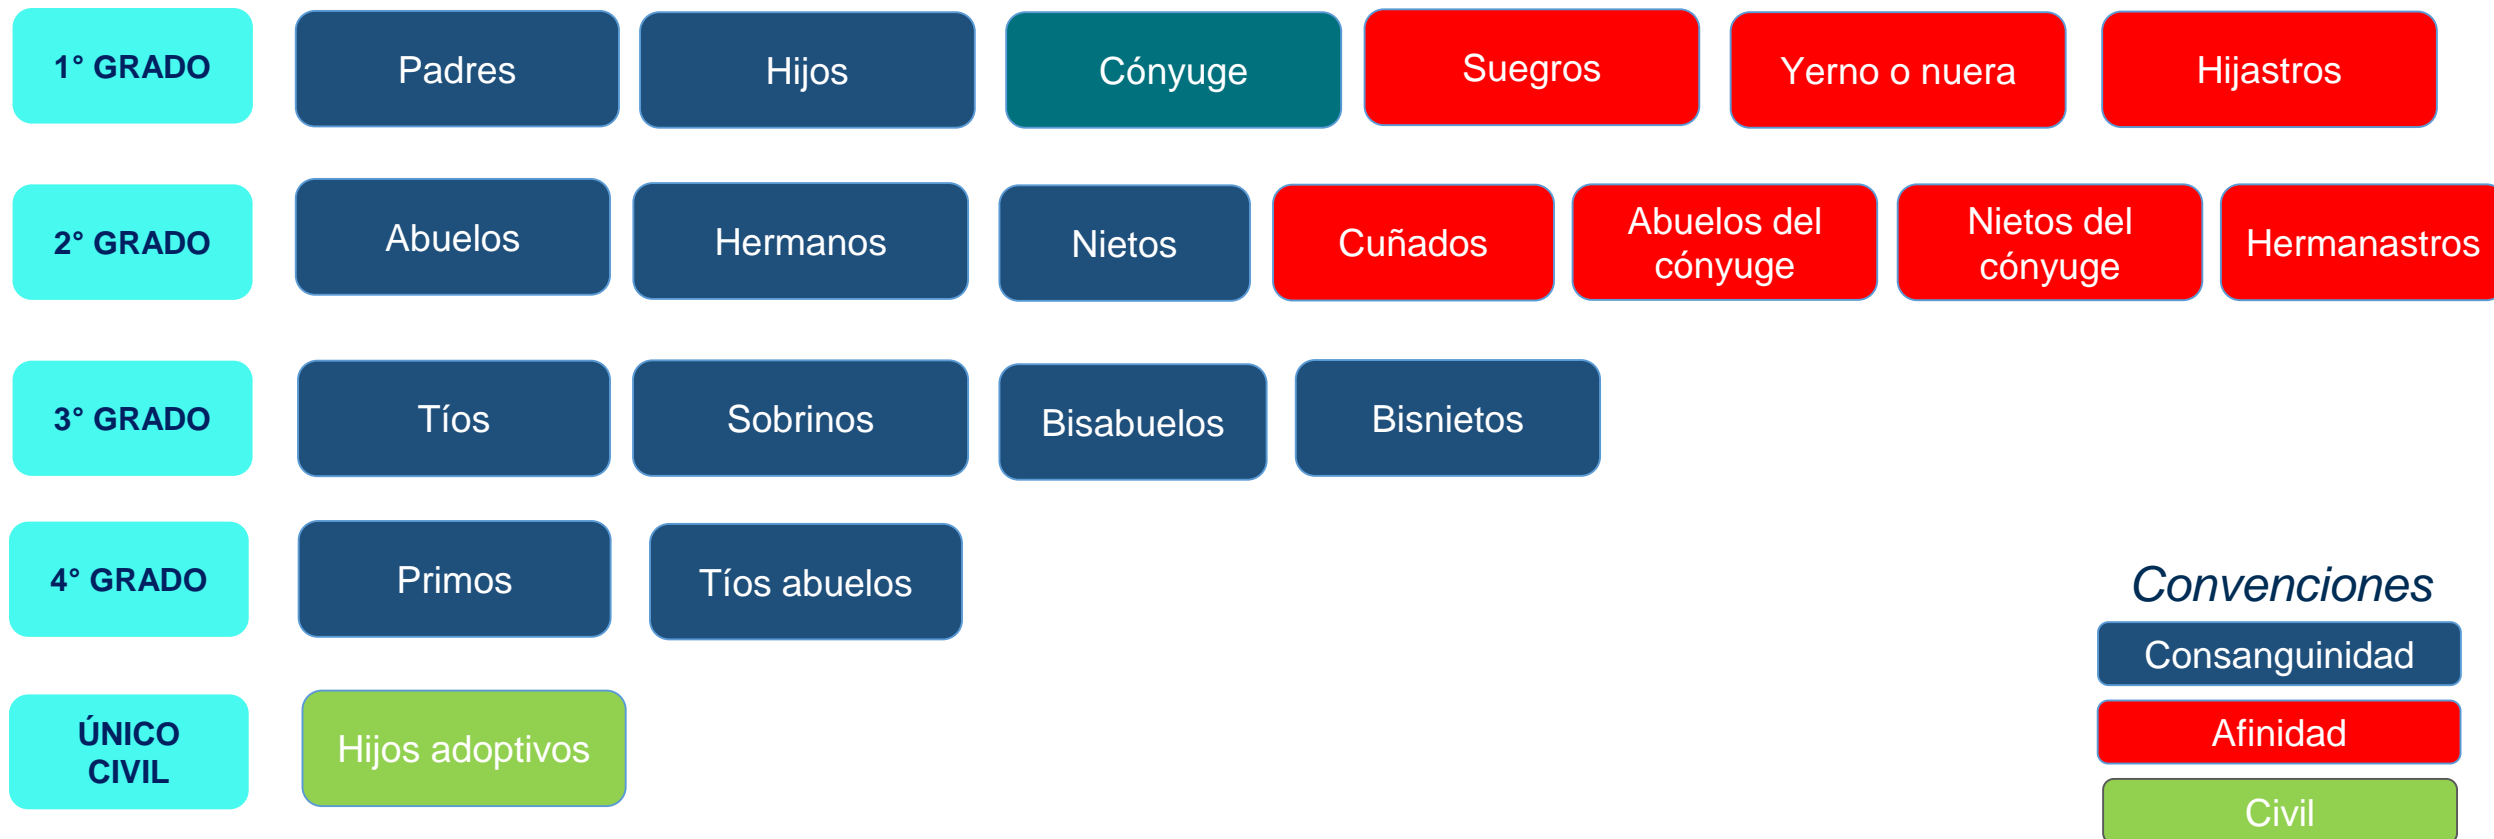 1° GRADO
Padres
Hijos
Cónyuge
Suegros
Yerno o nuera
Hijastros
2° GRADO
Abuelos
Hermanos
Nietos
Cuñados
Abuelos del
cónyuge
Nietos del
cónyuge
Hermanastros
3° GRADO
Tíos
Sobrinos
Bisabuelos
Bisnietos
4° GRADO
Primos
Tíos abuelos
ÚNICO
CIVIL
Hijos adoptivos
Convenciones
Consanguinidad
Afinidad
Civil